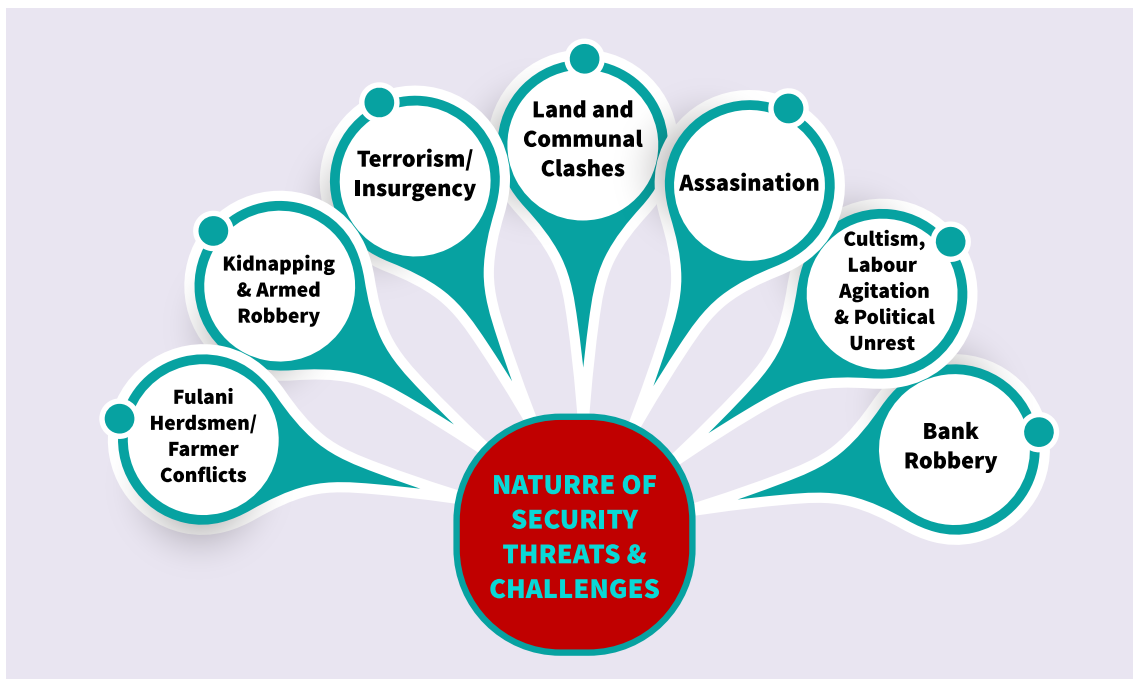 Land and
Communal
Clashes
Terrorism/
Insurgency
Assasination
Kidnapping
& Armed
Robbery
Cultism,
Labour
Agitation
& Political
Unrest
Fulani
Herdsmen/
Farmer
Conflicts
Bank
Robbery
NATURRE OF
SECURITY
THREATS &
CHALLENGES